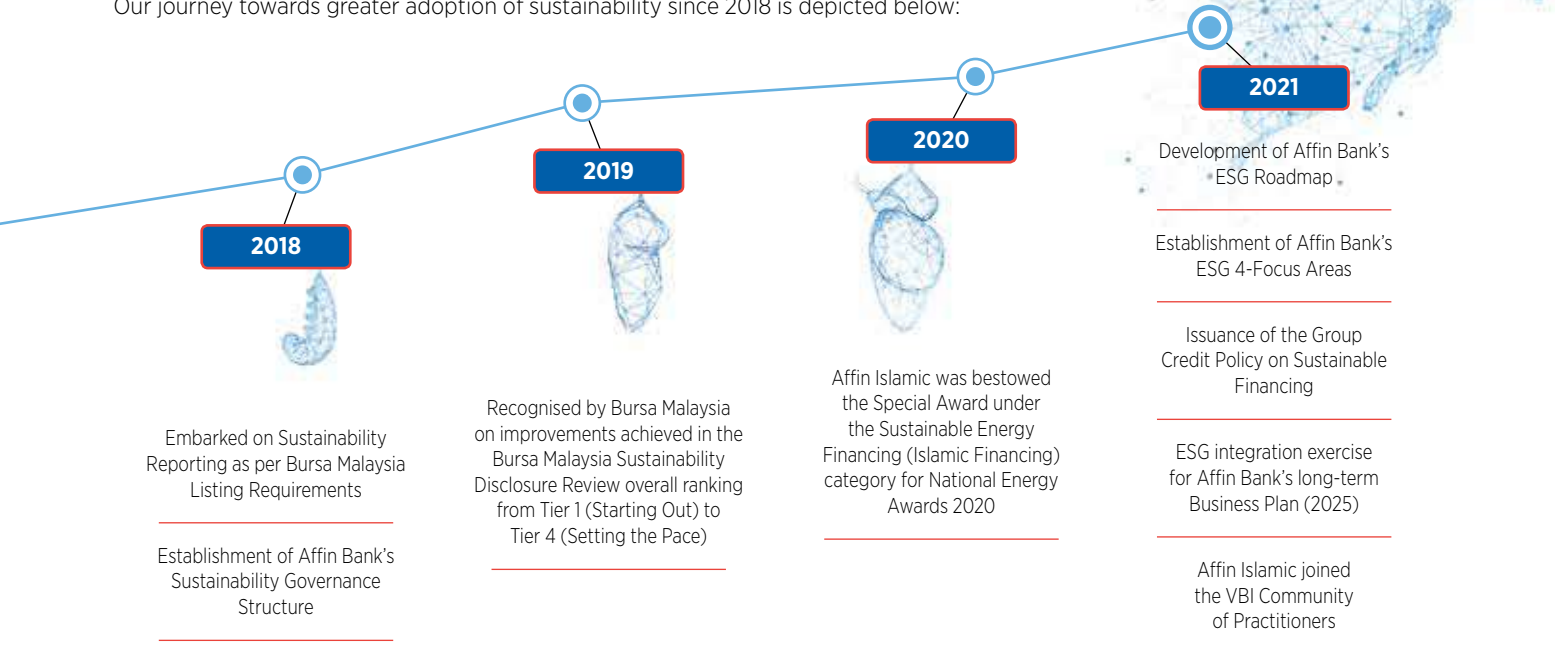 Our journey towards greater adoption of sustainability since 2018 is depicted below:
2018
Embarked on Sustainability
Reporting as per Bursa Malaysia
Listing Requirements
Establishment of Affin Bank's
Sustainability Governance
Structure
2019
Recognised by Bursa Malaysia
on improvements achieved in the
Bursa Malaysia Sustainability
Disclosure Review overall ranking
from Tier 1 (Starting Out) to
Tier 4 (Setting the Pace)
2020
Affin Islamic was bestowed
the Special Award under
the Sustainable Energy
Financing (Islamic Financing)
category for National Energy
Awards 2020
2021
Development of Affin Bank's
ESG Roadmap
Establishment of Affin Bank's
ESG 4-Focus Areas
Issuance of the Group
Credit Policy on Sustainable
Financing
ESG integration exercise
for Affin Bank's long-term
Business Plan (2025)
Affin Islamic joined
the VBI Community
of Practitioners